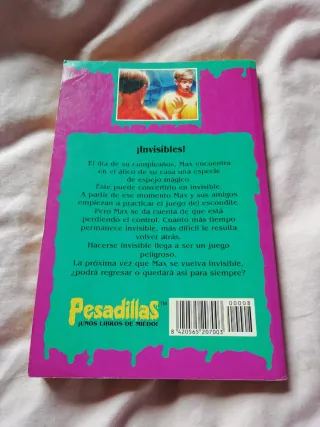 ¡Invisibles!
El día de su cumpleaños, Max encuentra
en el ático de su casa una especie
de espejo mágico.
Éste puede convertirlo en invisible.
A partir de ese momento Max y sus amigos
empiezan a practicar el juego del escondite.
Pero Max se da cuenta de que está
perdiendo el control. Cuanto más tiempo
permanece invisible, más difícil le resulta
volver atrás.
Hacerse invisible llega a ser un juego
peligroso.
La próxima vez que Max se vuelva invisible,
¿podrá regresar o quedará así para siempre?
Pesadillas™
¡UNOS LIBROS DE MIEDO!
00008
8 420565 207003